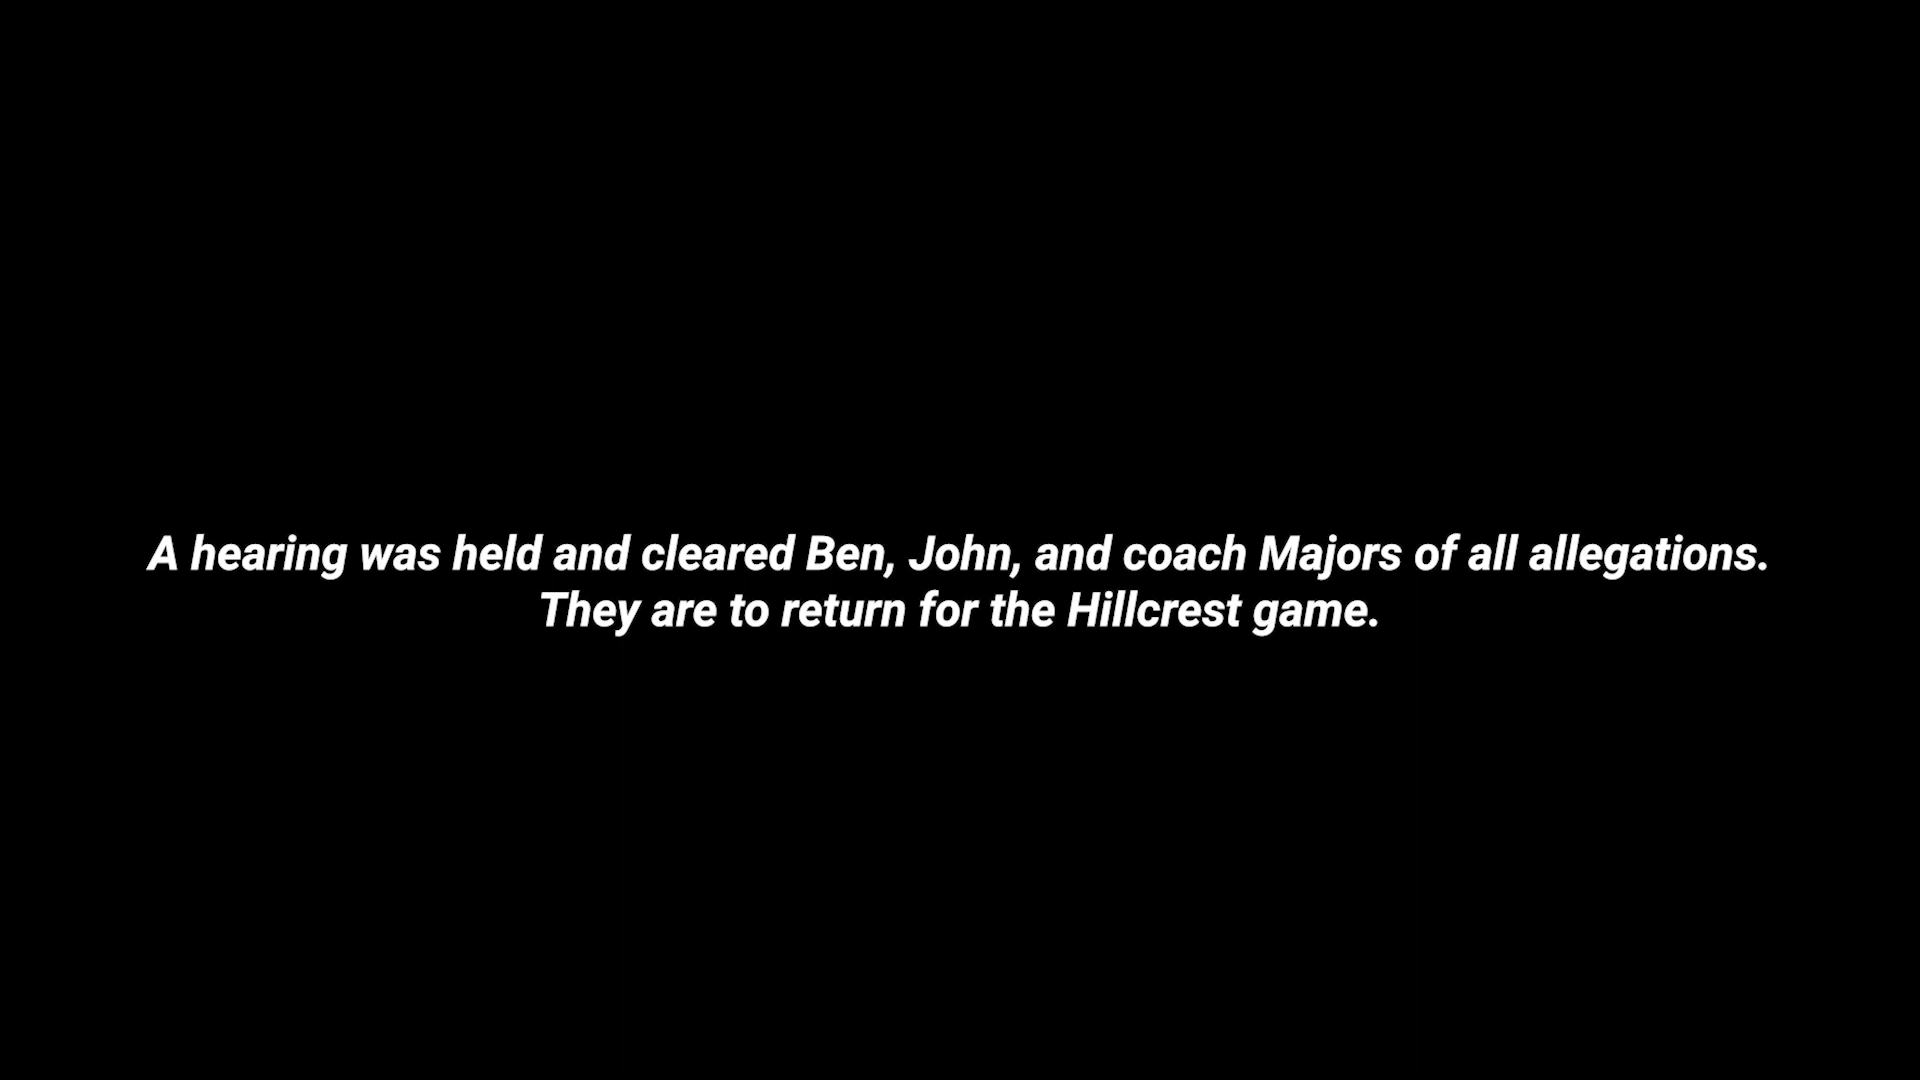 A hearing was held and cleared Ben, John, and coach Majors of all allegations.
They are to return for the Hillcrest game.